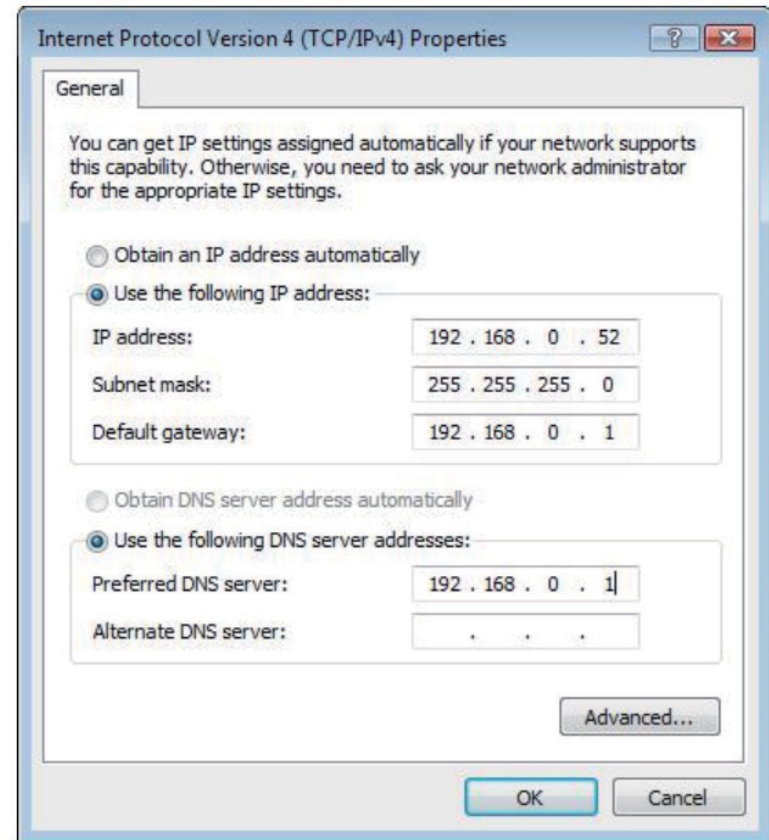 Internet Protocol Version 4 (TCP/IPv4) Properties
General
You can get IP settings assigned automatically if your network supports
this capability. Otherwise, you need to ask your network administrator
for the appropriate IP settings.
Obtain an IP address automatically
Use the following IP address:
IP address: 192 . 168 . 0 . 52
Subnet mask: 255 . 255 . 255 . 0
Default gateway: 192 . 168 . 0 . 1
Obtain DNS server address automatically
Use the following DNS server addresses:
Preferred DNS server: 192 . 168 . 0 . 1
Alternate DNS server: . . .
Advanced...
OK Cancel